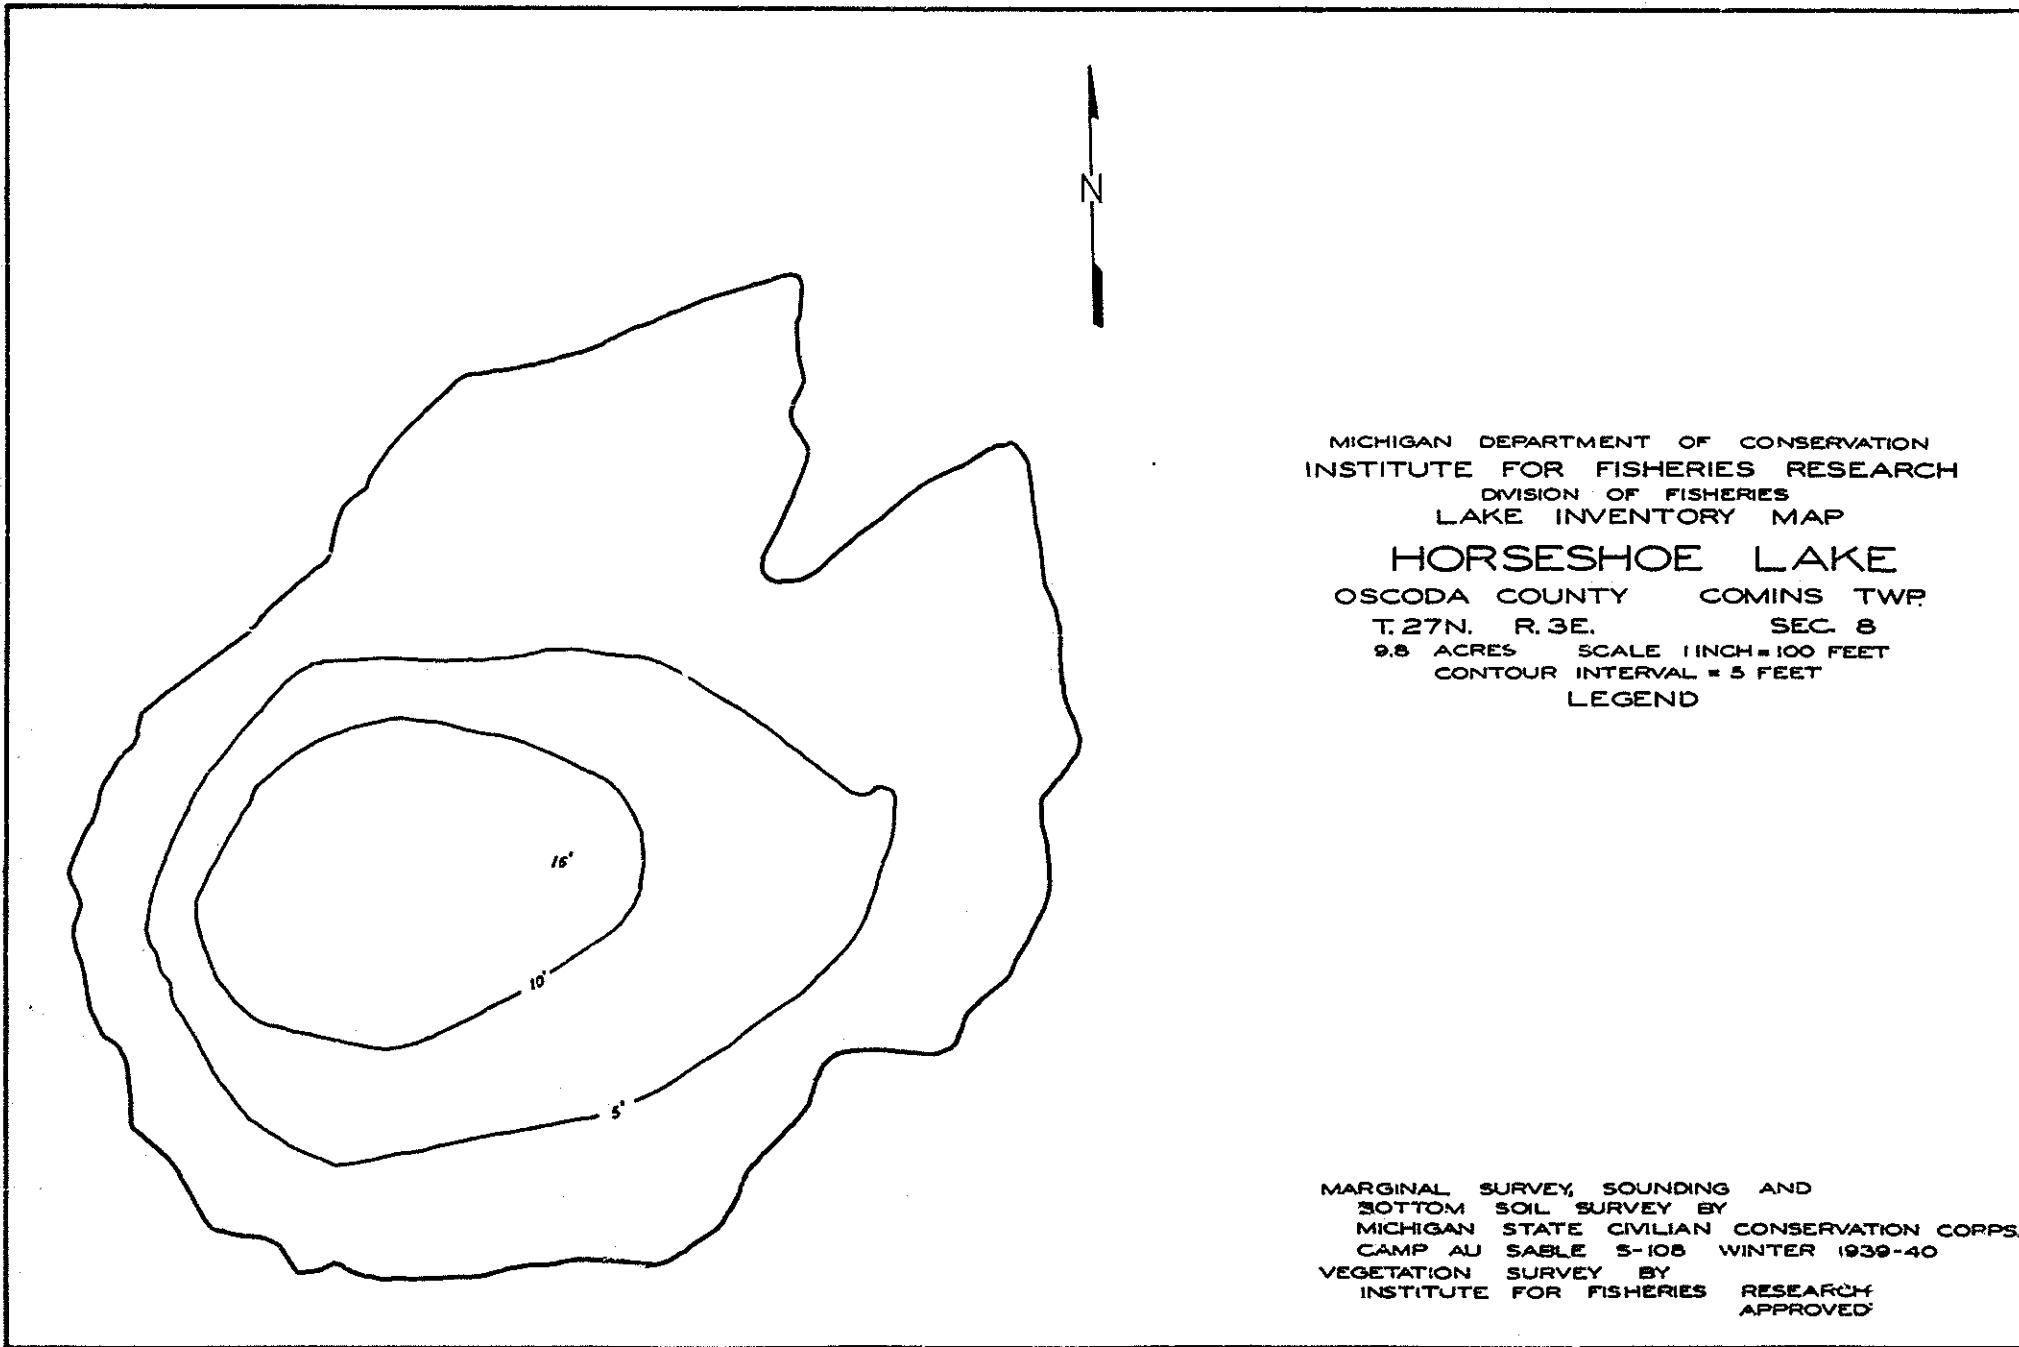 N
MICHIGAN DEPARTMENT OF CONSERVATION
INSTITUTE FOR FISHERIES RESEARCH
DIVISION OF FISHERIES
LAKE INVENTORY MAP
HORSESHOE LAKE
OSCODA COUNTY COMINS TWP.
T. 27N. R. 3E. SEC. 8
9.8 ACRES SCALE 1 INCH = 100 FEET
CONTOUR INTERVAL = 5 FEET
LEGEND
16'
10'
5'
MARGINAL SURVEY, SOUNDING AND
BOTTOM SOIL SURVEY BY
MICHIGAN STATE CIVILIAN CONSERVATION CORPS.
CAMP AU SABLE S-108 WINTER 1939-40
VEGETATION SURVEY BY
INSTITUTE FOR FISHERIES RESEARCH
APPROVED: